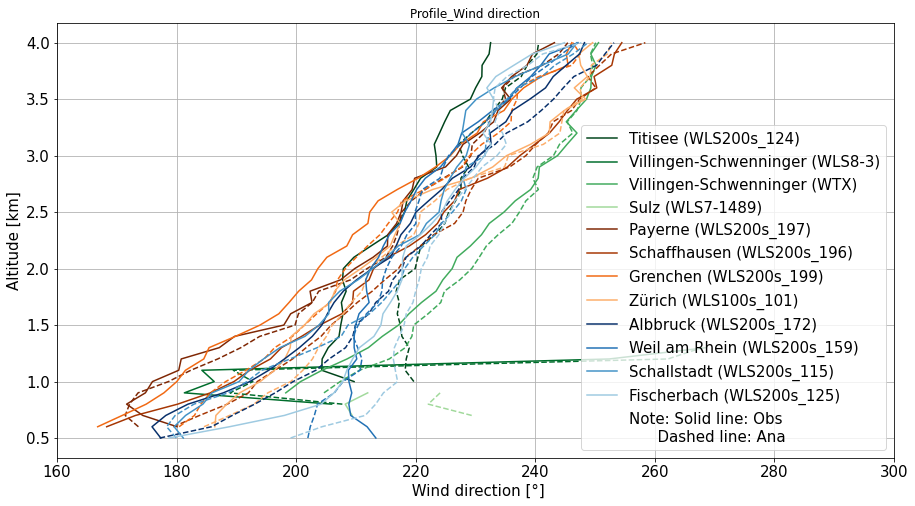 Profile_Wind direction
4.0
3.5
3.0
2.5
2.0
1.5
1.0
0.5
Altitude [km]
Titisee (WLS200s_124)
Villingen-Schwenninger (WLS8-3)
Villingen-Schwenninger (WTX)
Sulz (WLS7-1489)
Payerne (WLS200s_197)
Schaffhausen (WLS200s_196)
Grenchen (WLS200s_199)
Zürich (WLS100s_101)
Albbruck (WLS200s_172)
Weil am Rhein (WLS200s_159)
Schallstadt (WLS200s_115)
Fischerbach (WLS200s_125)
Note: Solid line: Obs
Dashed line: Ana
160 180 200 220 240 260 280 300
Wind direction [°]